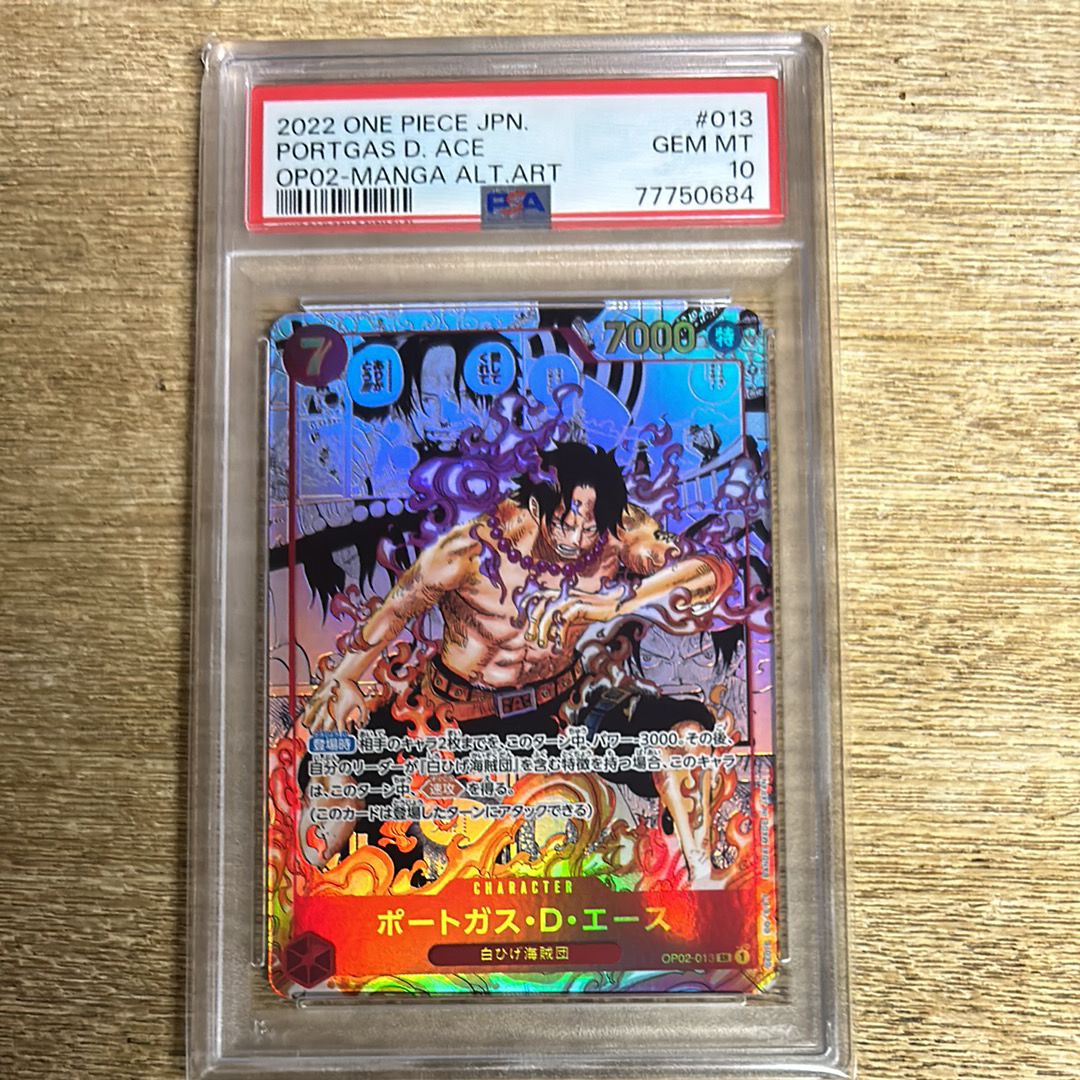 2022 ONE PIECE JPN.
#013
PORTGAS D. ACE
GEM MT
OP02-MANGA ALT.ART
10
PSA
77750684
7
7000
特
登場時 相手のキャラ2枚までを、このターン中、パワー-3000。その後、
自分のリーダーが『白ひげ海賊団』を含む特徴を持つ場合、このキャラ
は、このターン中、速攻を得る。
(このカードは登場したターンにアタックできる)
CHARACTER
ポートガス・D・エース
白ひげ海賊団
OP02-013 SR 1